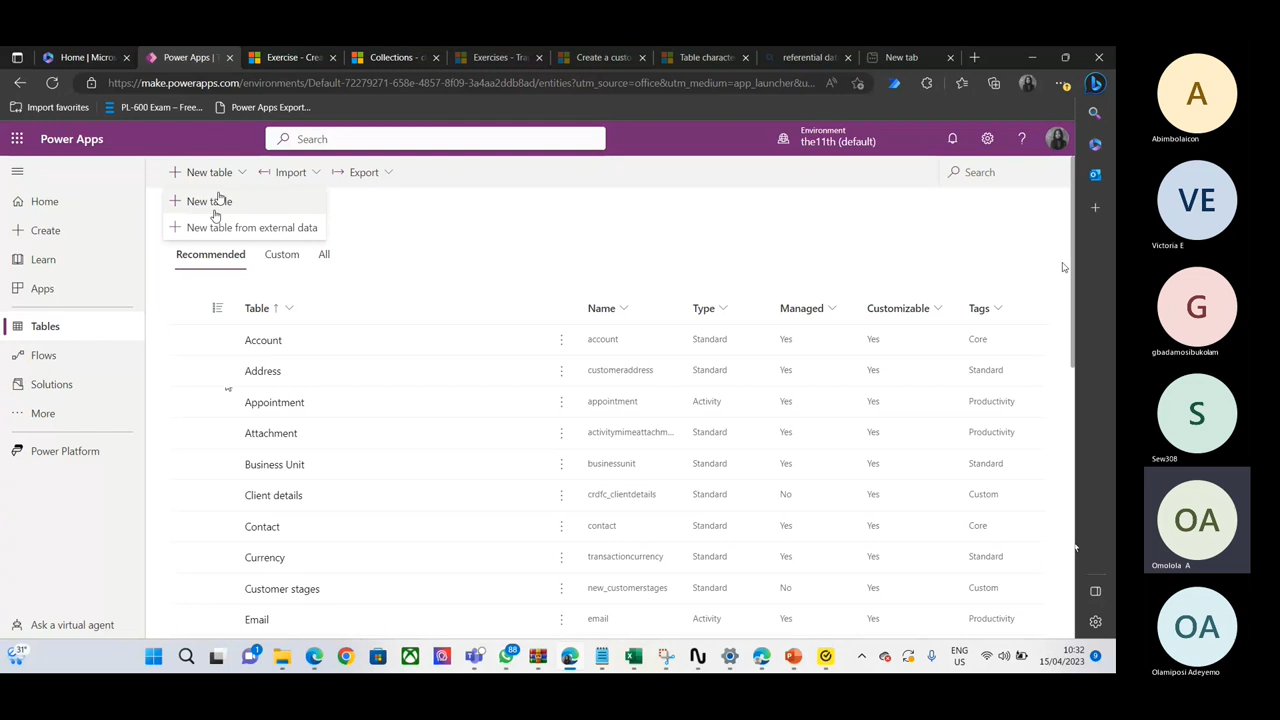 Home | Micros
Power Apps |
Exercise - Crea
Collections - c
Exercises - Tra
Create a custo
Table characte
referential dat
New tab
https://make.powerapps.com/environments/Default-72279271-658e-4857-8f09-3a4aa2ddb8ad/entities?utm_source=office&utm_medium=app_launcher&u...
Import favorites
PL-600 Exam – Free...
Power Apps Export...
Power Apps
Search
Environment
the11th (default)
New table
Import
Export
Search
New table
New table from external data
Home
Create
Learn
Apps
Tables
Flows
Solutions
More
Power Platform
Ask a virtual agent
Recommended Custom All
Table Name Type Managed Customizable Tags
Account account Standard Yes Yes Core
Address customeraddress Standard Yes Yes Standard
Appointment appointment Activity Yes Yes Productivity
Attachment activitymimeattachm... Standard Yes Yes Productivity
Business Unit businessunit Standard Yes Yes Standard
Client details crdfc_clientdetails Standard No Yes Custom
Contact contact Standard Yes Yes Core
Currency transactioncurrency Standard Yes Yes Standard
Customer stages new_customerstages Standard No Yes Custom
Email email Activity Yes Yes Productivity
31°
1
88
ENG
US
10:32
15/04/2023
9
A
Abimbolaicon
VE
Victoria E
G
gbadamosibukolam
S
Sew308
OA
Omolola A
OA
Olamiposi Adeyemo